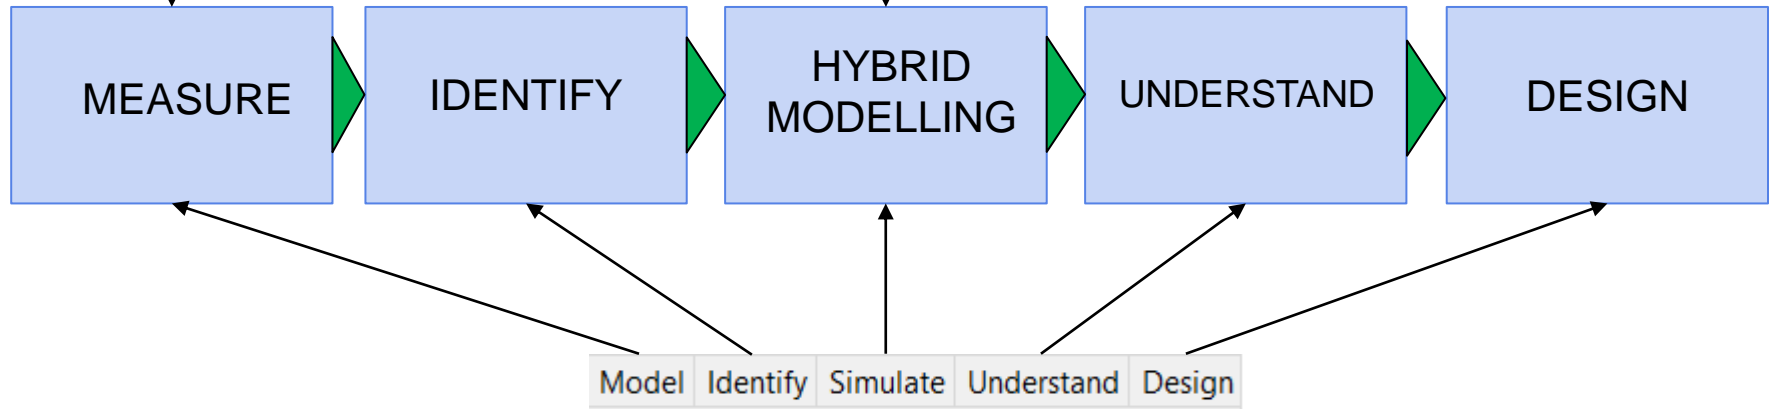 MEASURE
IDENTIFY
HYBRID
MODELLING
UNDERSTAND
DESIGN
Model Identify Simulate Understand Design